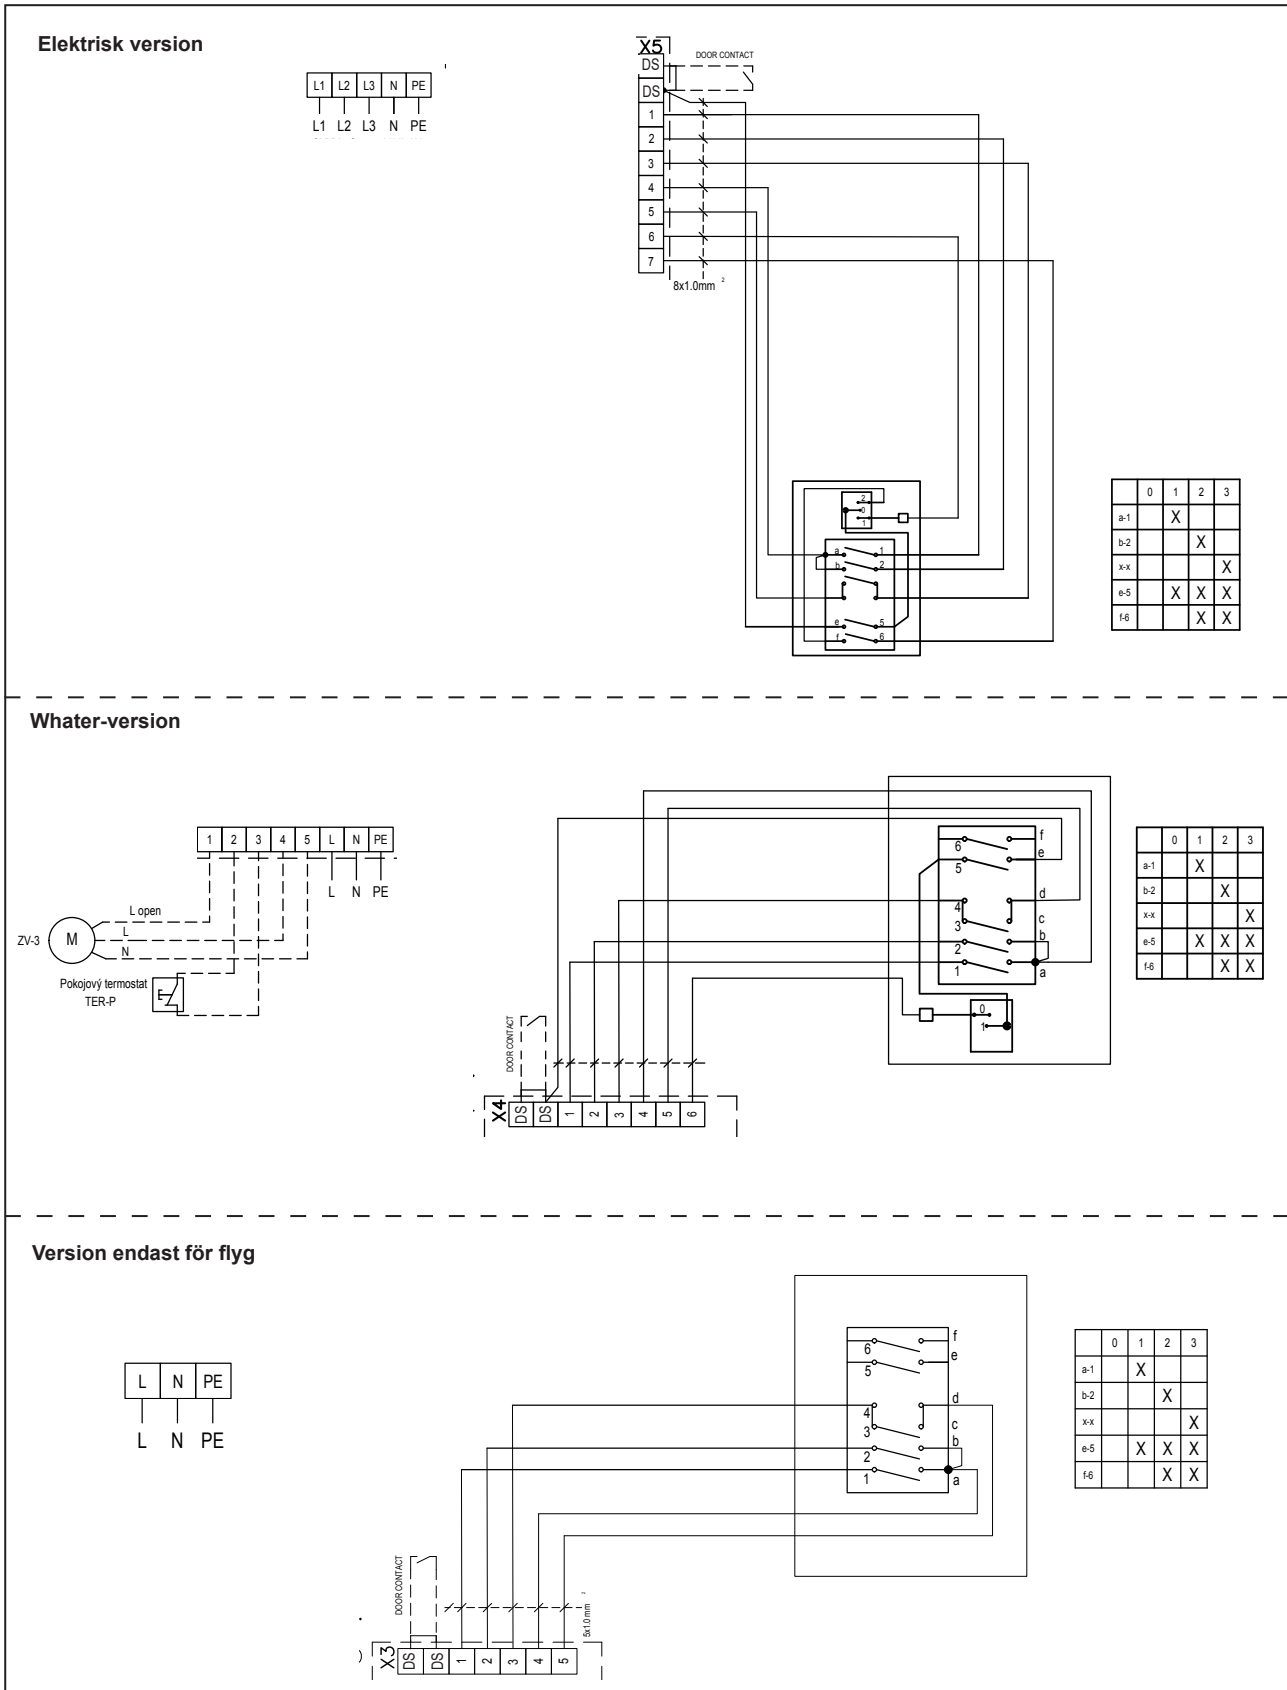 Elektrisk version
X5
DS
DOOR CONTACT
DS
1
2
3
4
5
6
7
8x1.0mm 2
L1 L2 L3 N PE
L1 L2 L3 N PE
2
0
1
a 1
b 2
e 5
f 6
0 1 2 3
a-1 X
b-2 X
x-x X
e-5 X X X
f-6 X X
Whater-version
1 2 3 4 5 L N PE
L N PE
L open
ZV-3 M L
N
Pokojový termostat
TER-P
DOOR CONTACT
X4 DS DS 1 2 3 4 5 6
6 f
5 e
4 d
3 c
2 b
1 a
0
1
0 1 2 3
a-1 X
b-2 X
x-x X
e-5 X X X
f-6 X X
Version endast för flyg
L N PE
L N PE
DOOR CONTACT
5x1.0 mm 2
X3 DS DS 1 2 3 4 5
6 f
5 e
4 d
3 c
2 b
1 a
0 1 2 3
a-1 X
b-2 X
x-x X
e-5 X X X
f-6 X X